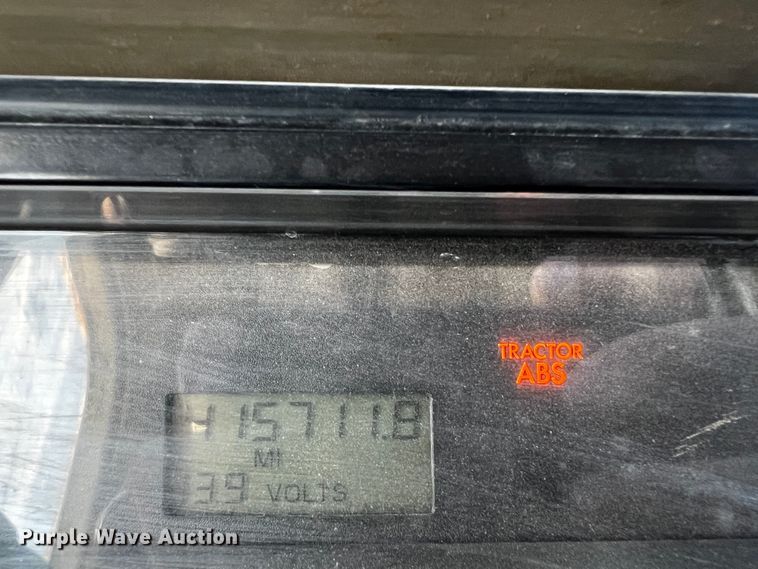 TRACTOR
ABS
415711.8
MI
3.9 VOLTS
Purple Wave Auction